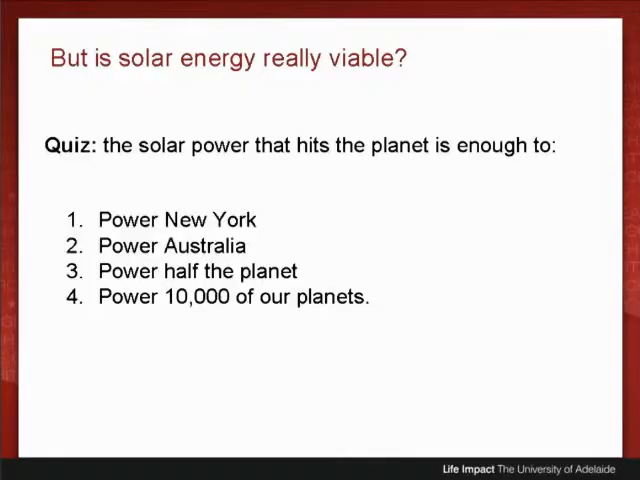 But is solar energy really viable?
Quiz: the solar power that hits the planet is enough to:
1. Power New York
2. Power Australia
3. Power half the planet
4. Power 10,000 of our planets.
Life Impact The University of Adelaide